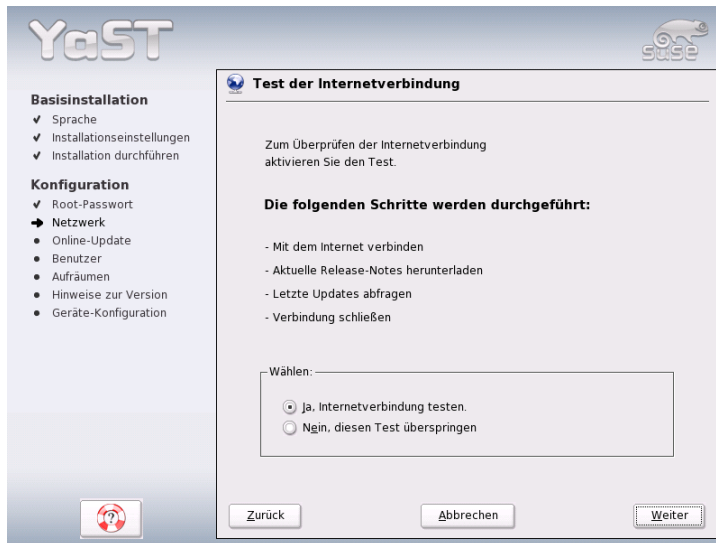 YaST
SUSE
Basisinstallation
Sprache
Installationseinstellungen
Installation durchführen
Konfiguration
Root-Passwort
Netzwerk
Online-Update
Benutzer
Aufräumen
Hinweise zur Version
Geräte-Konfiguration
Test der Internetverbindung
Zum Überprüfen der Internetverbindung
aktivieren Sie den Test.
Die folgenden Schritte werden durchgeführt:
- Mit dem Internet verbinden
- Aktuelle Release-Notes herunterladen
- Letzte Updates abfragen
- Verbindung schließen
Wählen:
Ja, Internetverbindung testen.
Nein, diesen Test überspringen
Zurück
Abbrechen
Weiter